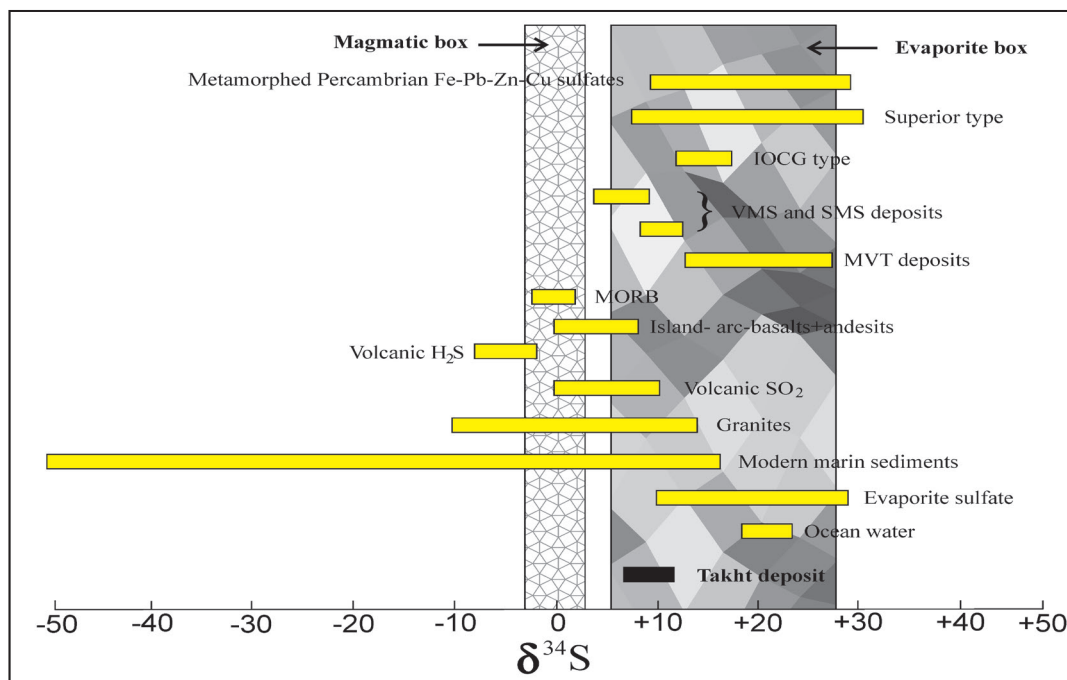 Magmatic box
Evaporite box
Metamorphed Percambrian Fe-Pb-Zn-Cu sulfates
Superior type
IOCG type
} VMS and SMS deposits
MVT deposits
MORB
Island- arc-basalts+andesits
Volcanic H₂S
Volcanic SO₂
Granites
Modern marin sediments
Evaporite sulfate
Ocean water
Takht deposit
-50 -40 -30 -20 -10 0 +10 +20 +30 +40 +50
δ³⁴S